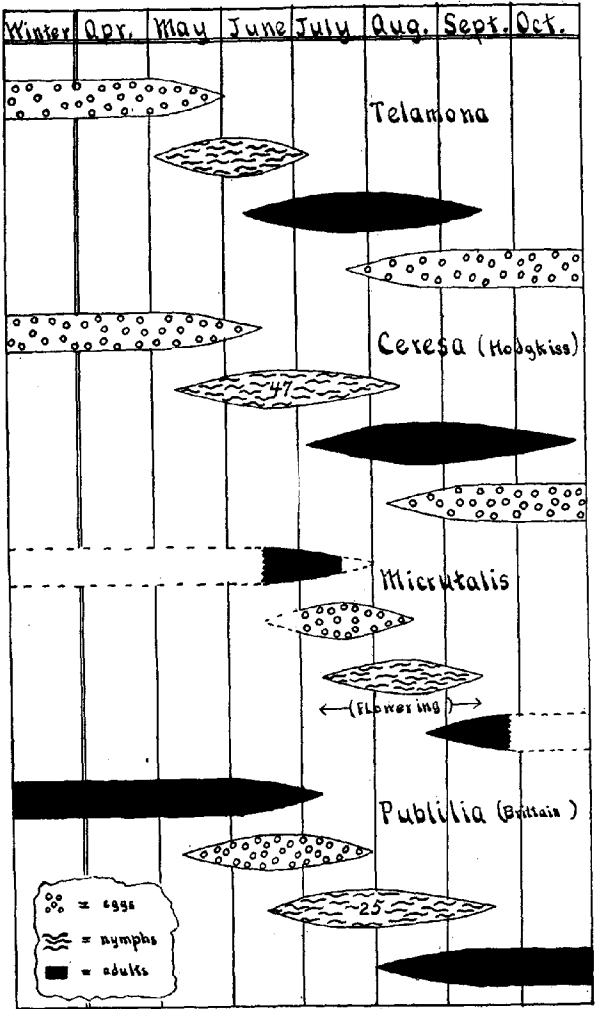 Winter Apr. May June July Aug. Sept. Oct.
Telamona
Ceresa (Hodgkiss)
47
Micrutalis
(Flowering)
Publilia (Brittain)
25
= eggs
= nymphs
= adults